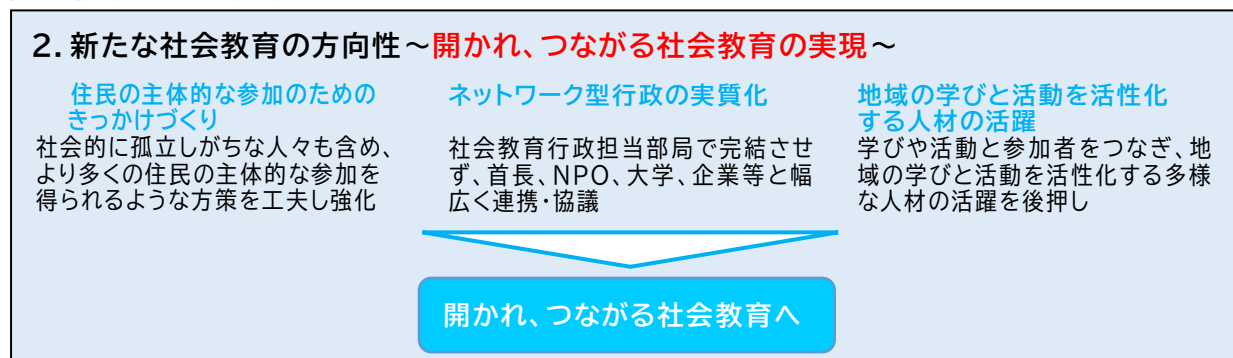 2. 新たな社会教育の方向性～開かれ、つながる社会教育の実現～
住民の主体的な参加のための
きっかけづくり
社会的に孤立しがちな人々も含め、
より多くの住民の主体的な参加を
得られるような方策を工夫し強化
ネットワーク型行政の実質化
社会教育行政担当部局で完結させ
ず、首長、NPO、大学、企業等と幅
広く連携・協議
地域の学びと活動を活性化
する人材の活躍
学びや活動と参加者をつなぎ、地
域の学びと活動を活性化する多様
な人材の活躍を後押し
開かれ、つながる社会教育へ